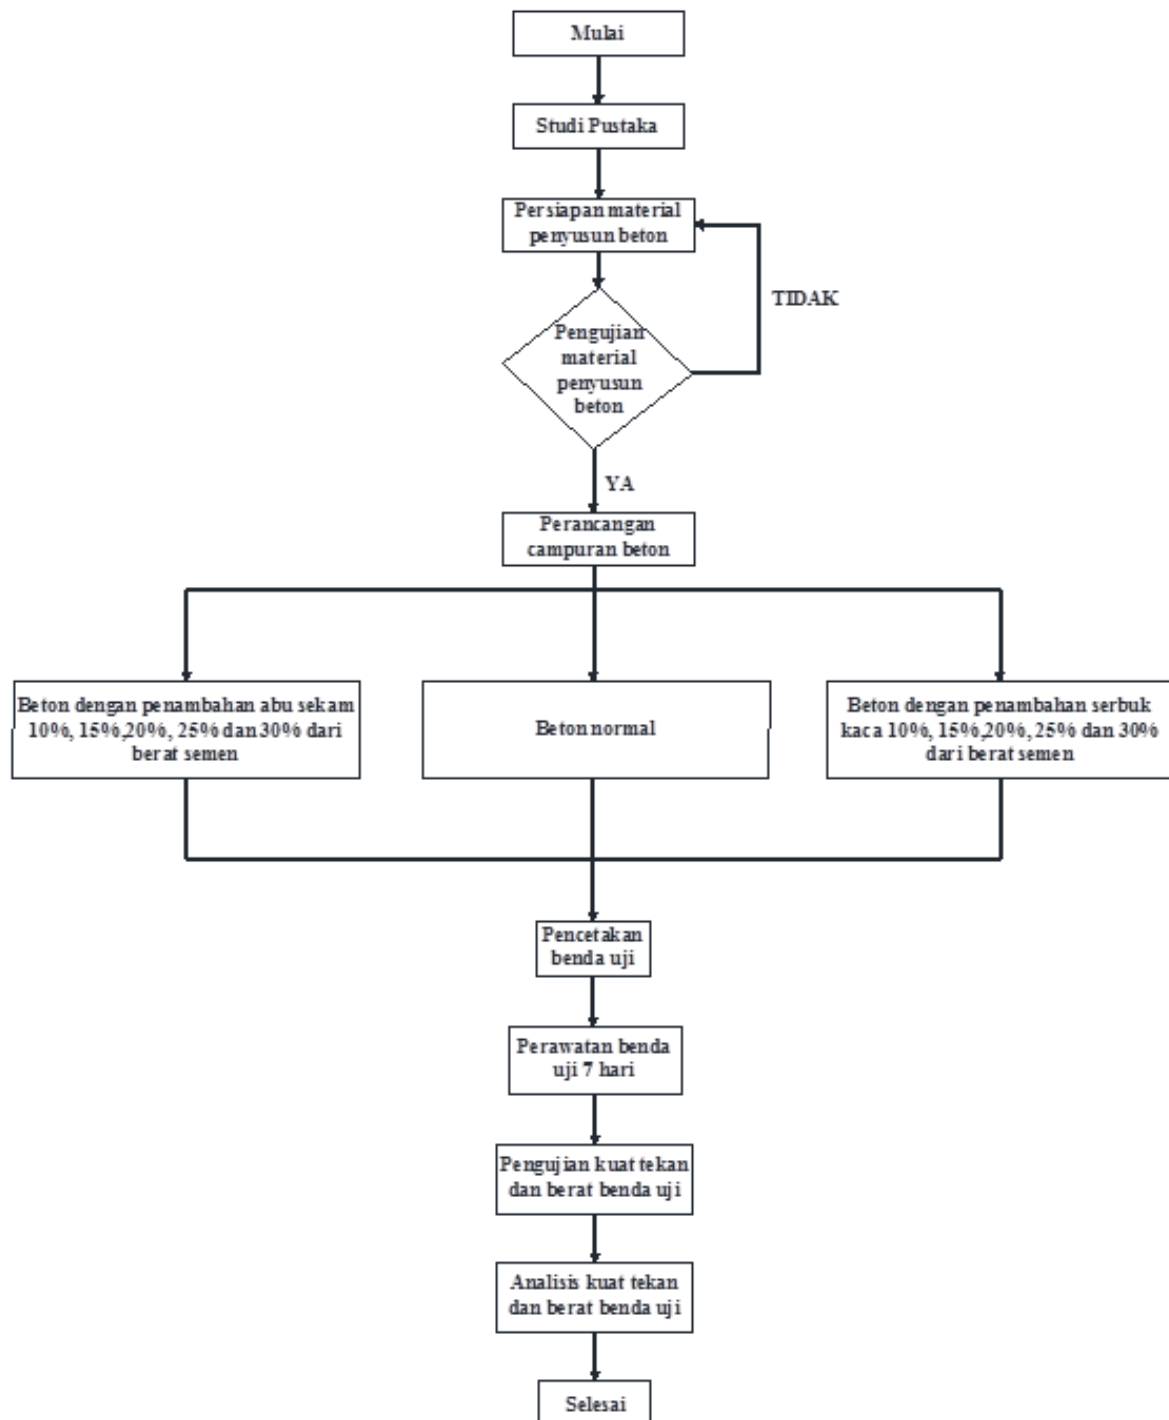 Mulai
Studi Pustaka
Persiapan material
penyusun beton
TIDAK
Pengujian
material
penyusun
beton
YA
Perancangan
campuran beton
Beton dengan penambahan abu sekam
10%, 15%,20%, 25% dan 30% dari
berat semen
Beton normal
Beton dengan penambahan serbuk
kaca 10%, 15%,20%, 25% dan 30%
dari berat semen
Pencetakan
benda uji
Perawatan benda
uji 7 hari
Pengujian kuat tekan
dan berat benda uji
Analisis kuat tekan
dan berat benda uji
Selesai